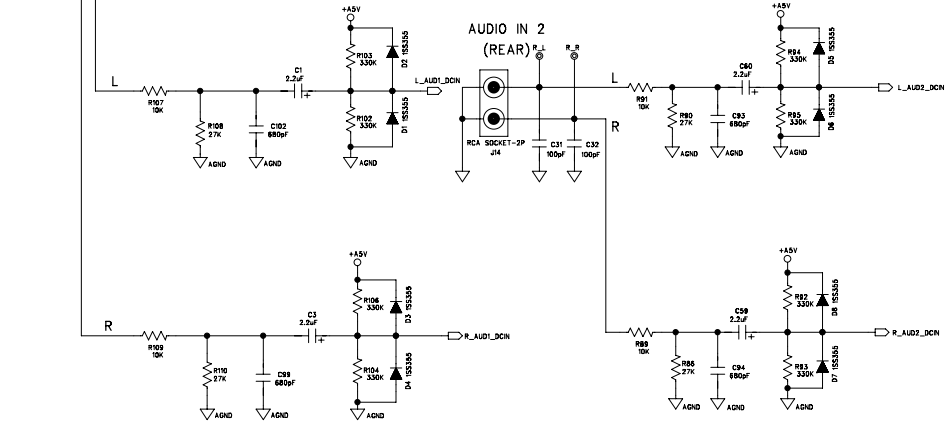 +A5V
R103
330K
D2 1SS355
L
C1
2.2uF
+
L_AUD1_DCIN
R107
10K
R108
27K
C102
680pF
R102
330K
D1 1SS355
AGND
AGND
AGND
AUDIO IN 2
(REAR)
R_L
R_R
RCA SOCKET-2P
J14
C31
100pF
C32
100pF
L
R
+A5V
R94
330K
D5 1SS355
C60
2.2uF
+
L_AUD2_DCIN
R91
10K
R90
27K
C93
680pF
R95
330K
D6 1SS355
AGND
AGND
AGND
+A5V
R106
330K
D3 1SS355
R
C3
2.2uF
+
R_AUD1_DCIN
R109
10K
R110
27K
C99
680pF
R104
330K
D4 1SS355
AGND
AGND
AGND
+A5V
R92
330K
D8 1SS355
C59
2.2uF
+
R_AUD2_DCIN
R89
10K
27K
C94
680pF
R93
330K
D7 1SS355
AGND
AGND
AGND